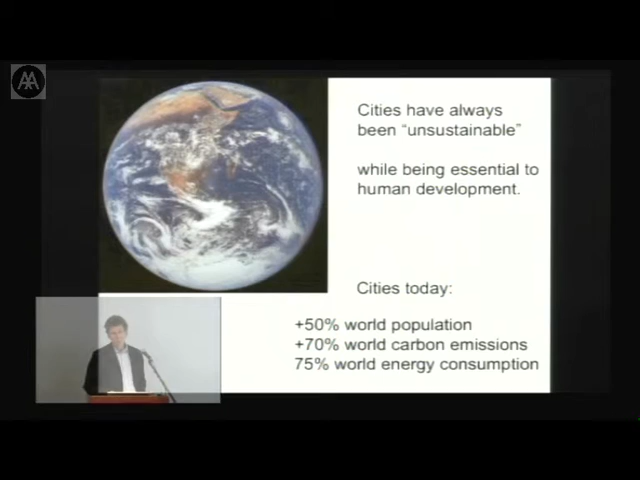 AA
Cities have always
been “unsustainable”
while being essential to
human development.
Cities today:
+50% world population
+70% world carbon emissions
75% world energy consumption